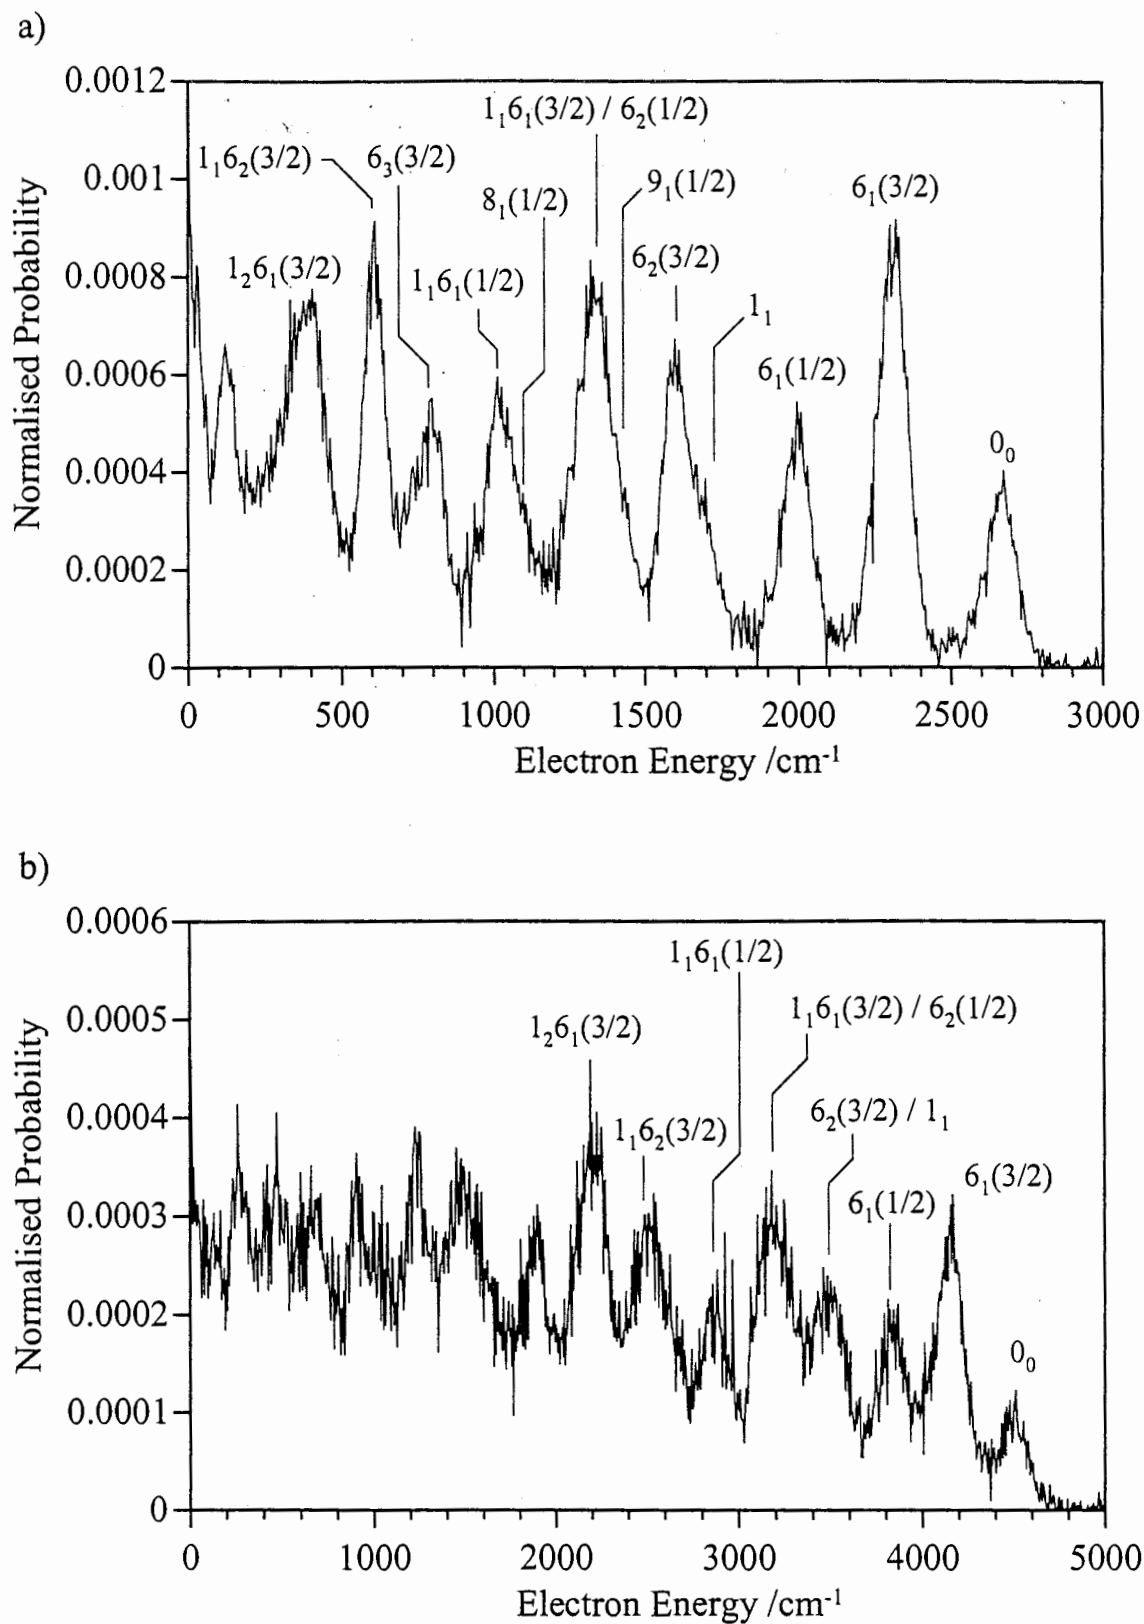 a)
0.0012
0.001
0.0008
0.0006
0.0004
0.0002
0
Normalised Probability
1₁6₁(3/2) / 6₂(1/2)
1₁6₂(3/2)
6₃(3/2)
8₁(1/2)
9₁(1/2)
6₁(3/2)
1₂6₁(3/2)
1₁6₁(1/2)
6₂(3/2)
1₁
6₁(1/2)
0₀
0 500 1000 1500 2000 2500 3000
Electron Energy /cm⁻¹
b)
0.0006
0.0005
0.0004
0.0003
0.0002
0.0001
0
Normalised Probability
1₁6₁(1/2)
1₂6₁(3/2)
1₁6₁(3/2) / 6₂(1/2)
1₁6₂(3/2)
6₂(3/2) / 1₁
6₁(1/2)
6₁(3/2)
0₀
0 1000 2000 3000 4000 5000
Electron Energy /cm⁻¹